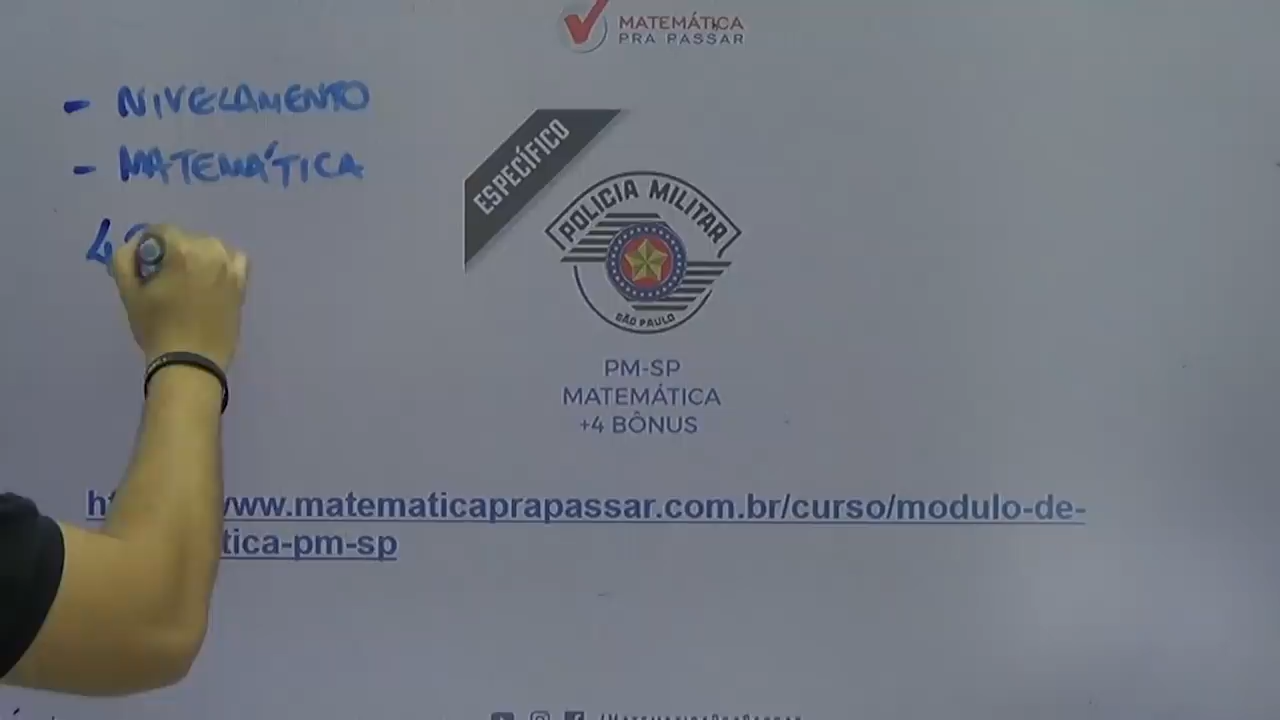 MATEMÁTICA
PRA PASSAR
- NIVELAMENTO
- MATEMÁTICA
ESPECÍFICO
POLICIA MILITAR
SÃO PAULO
PM-SP
MATEMÁTICA
+4 BÔNUS
www.matematicaprapassar.com.br/curso/modulo-de-
tica-pm-sp